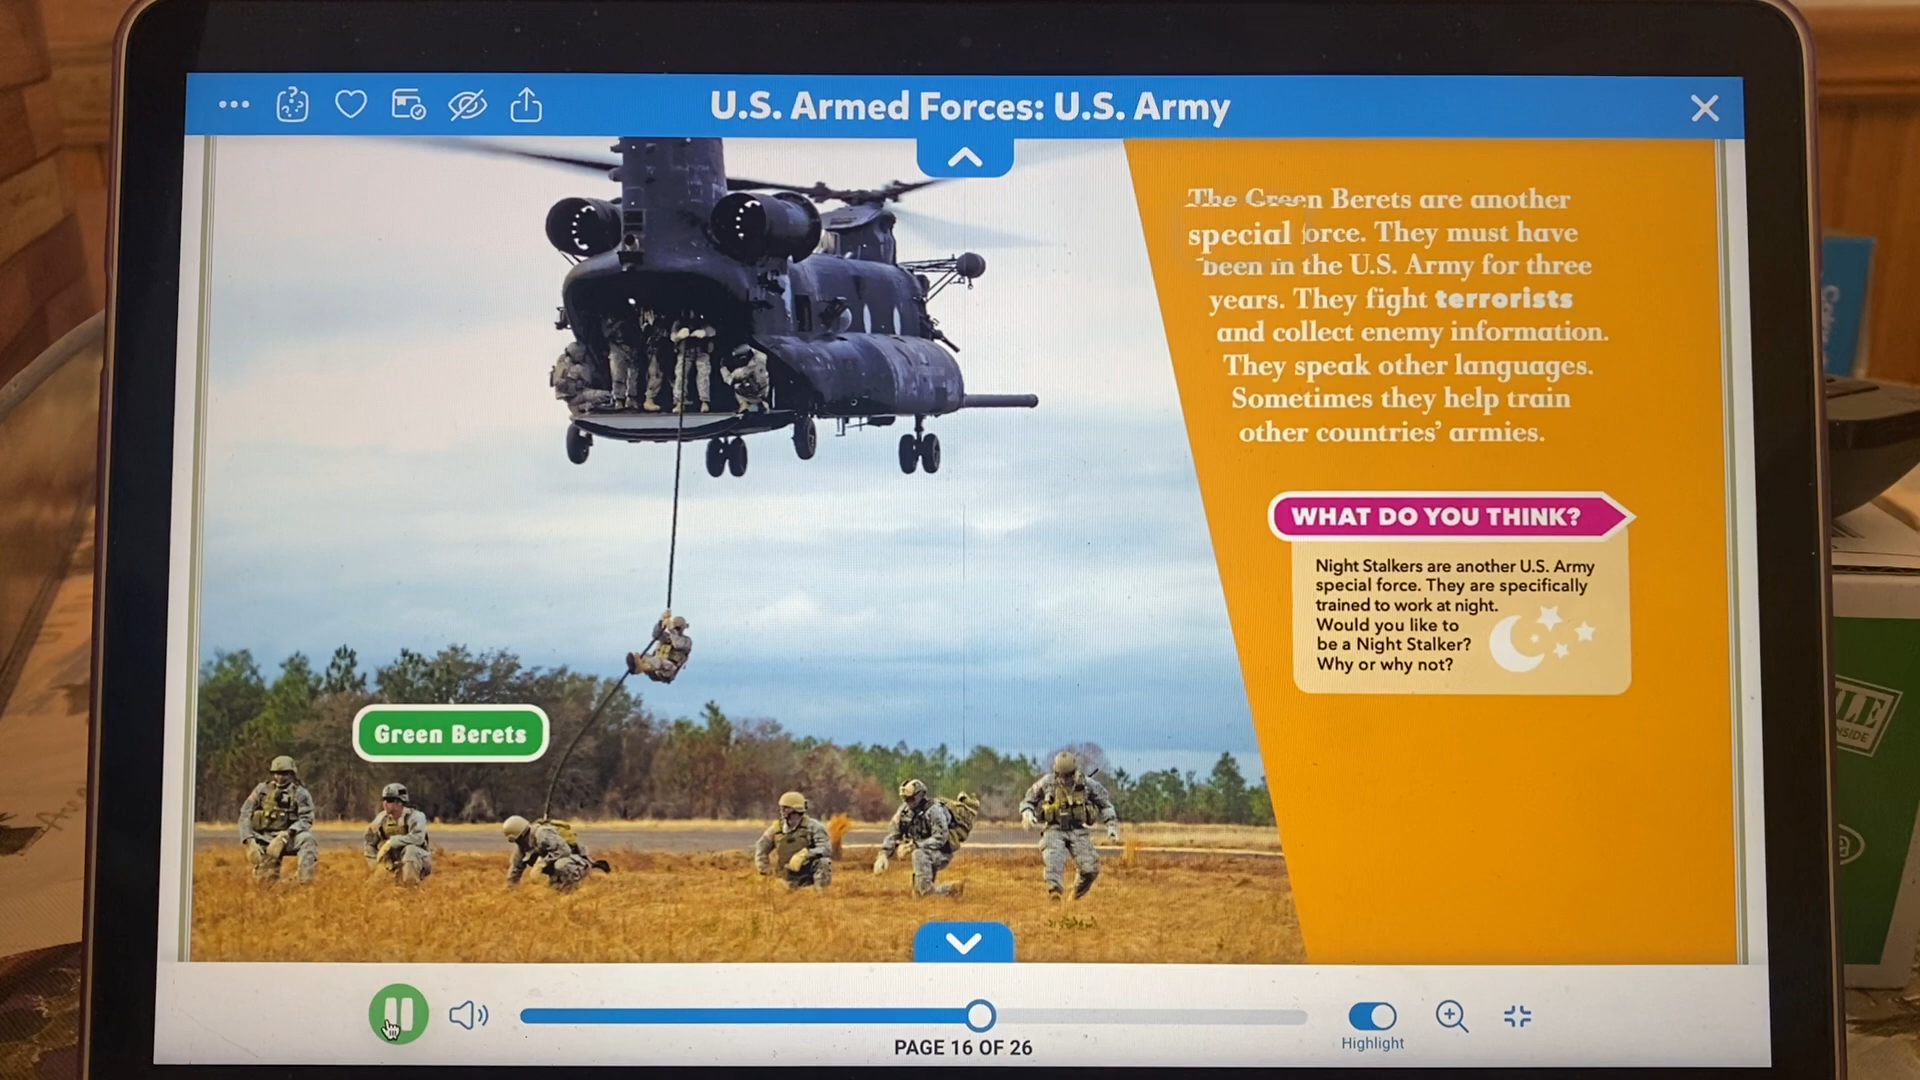 U.S. Armed Forces: U.S. Army
The Green Berets are another
special force. They must have
been in the U.S. Army for three
years. They fight terrorists
and collect enemy information.
They speak other languages.
Sometimes they help train
other countries' armies.
WHAT DO YOU THINK?
Night Stalkers are another U.S. Army
special force. They are specifically
trained to work at night.
Would you like to
be a Night Stalker?
Why or why not?
Green Berets
PAGE 16 OF 26
Highlight